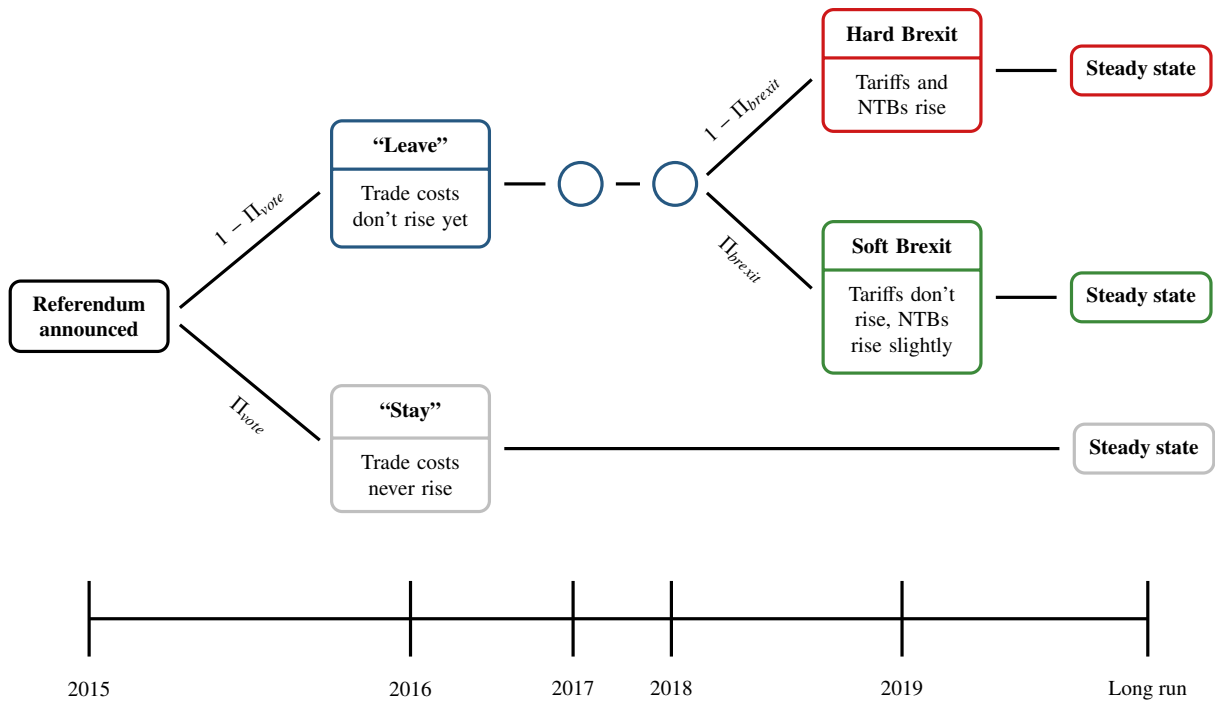 Hard Brexit
Tariffs and
NTBs rise
Steady state
1 − Π_brexit
“Leave”
Trade costs
don’t rise yet
1 − Π_vote
Soft Brexit
Tariffs don’t
rise, NTBs
rise slightly
Steady state
Π_brexit
Referendum
announced
Π_vote
“Stay”
Trade costs
never rise
Steady state
2015
2016
2017
2018
2019
Long run